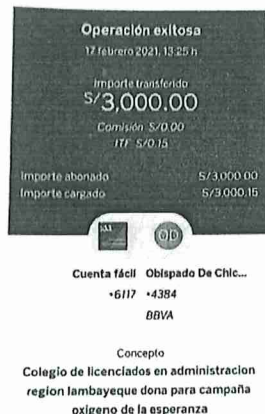 Operación exitosa
17 febrero 2021, 13:25 h
Importe transferido
S/3,000.00
Comisión S/0.00
ITF S/0.15
Importe abonado S/3,000.00
Importe cargado S/3,000.15
Cuenta fácil Obispado De Chic...
•6117 •4384
BBVA
Concepto
Colegio de licenciados en administracion
region lambayeque dona para campaña
oxigeno de la esperanza